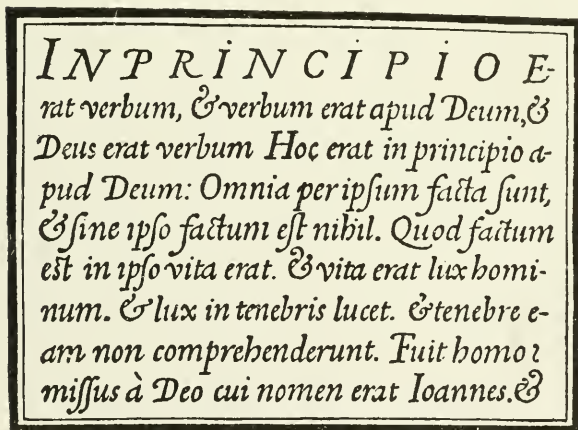 IN PRINCIPIO E-
rat verbum, & verbum erat apud Deum, &
Deus erat verbum Hoc erat in principio a-
pud Deum: Omnia per ipſum facta ſunt,
& ſine ipſo factum eſt nihil. Quod factum
eſt in ipſo vita erat. & vita erat lux homi-
num. & lux in tenebris lucet. & tenebre e-
am non comprehenderunt. Fuit homo
miſſus à Deo cui nomen erat Ioannes. &